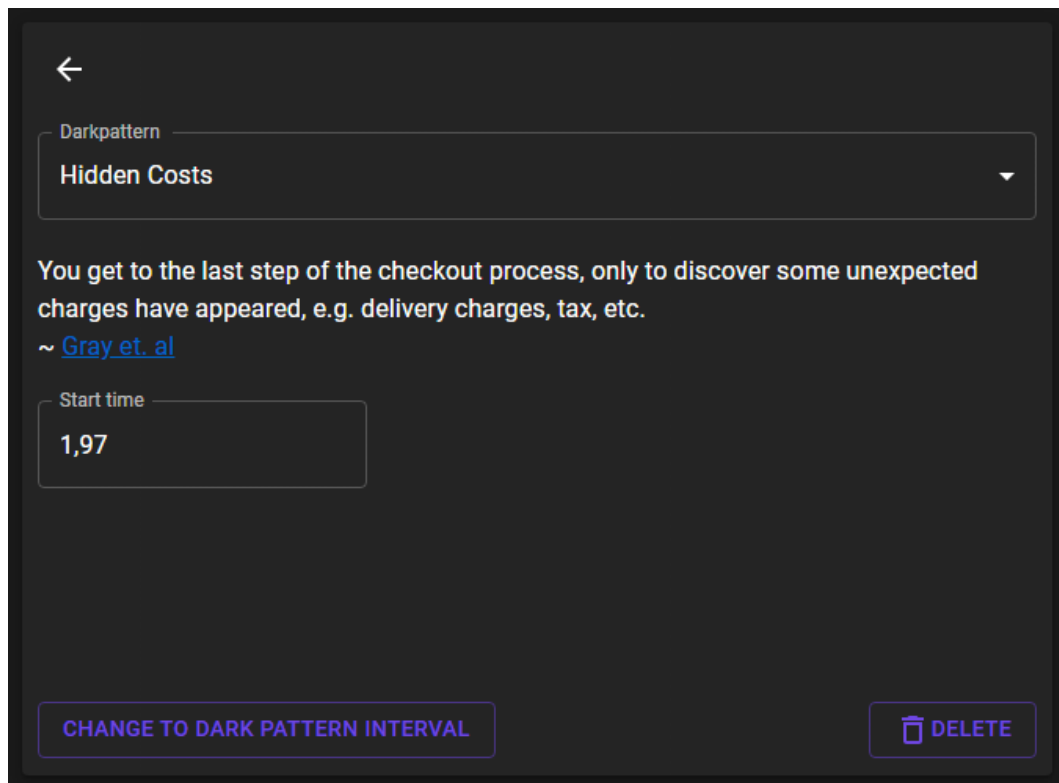 Darkpattern
Hidden Costs
You get to the last step of the checkout process, only to discover some unexpected
charges have appeared, e.g. delivery charges, tax, etc.
~ Gray et. al
Start time
1,97
CHANGE TO DARK PATTERN INTERVAL
DELETE